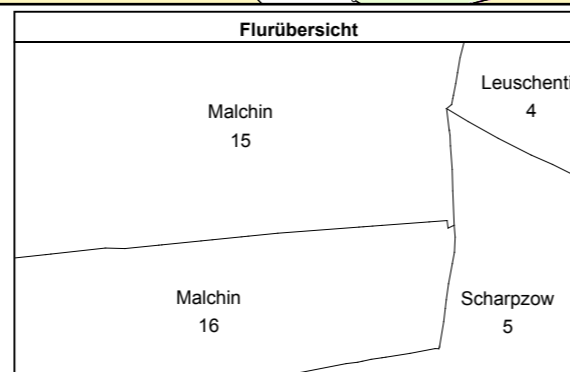 Flurübersicht
Malchin
15
Leuschenti
4
Malchin
16
Scharpzow
5